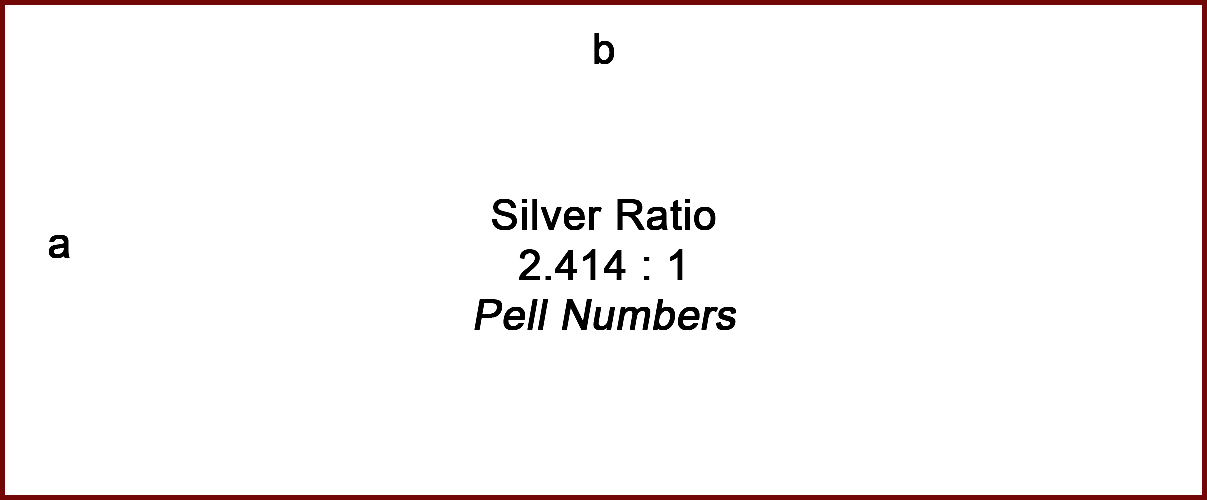 b
Silver Ratio
a
2.414 : 1
Pell Numbers